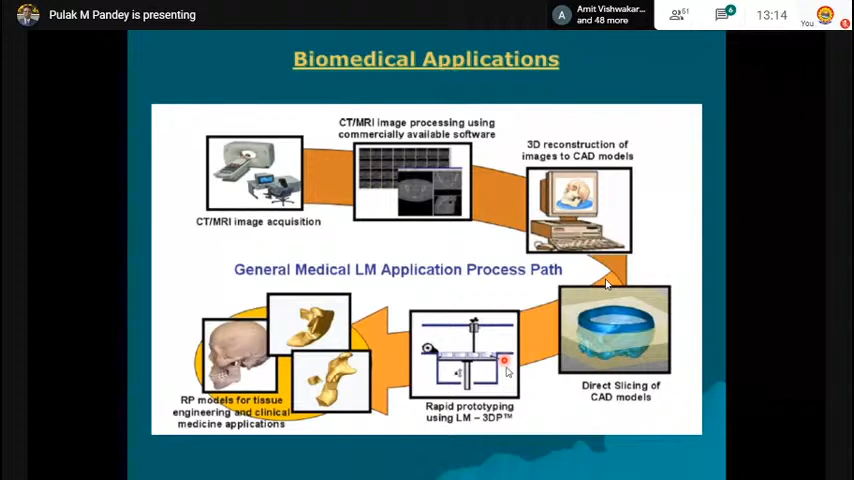 Pulak M Pandey is presenting
A
Amit Vishwakar...
and 48 more
51
6
13:14
You
Biomedical Applications
CT/MRI image processing using
commercially available software
3D reconstruction of
images to CAD models
CT/MRI image acquisition
General Medical LM Application Process Path
Direct Slicing of
CAD models
Rapid prototyping
using LM – 3DP™
RP models for tissue
engineering and clinical
medicine applications